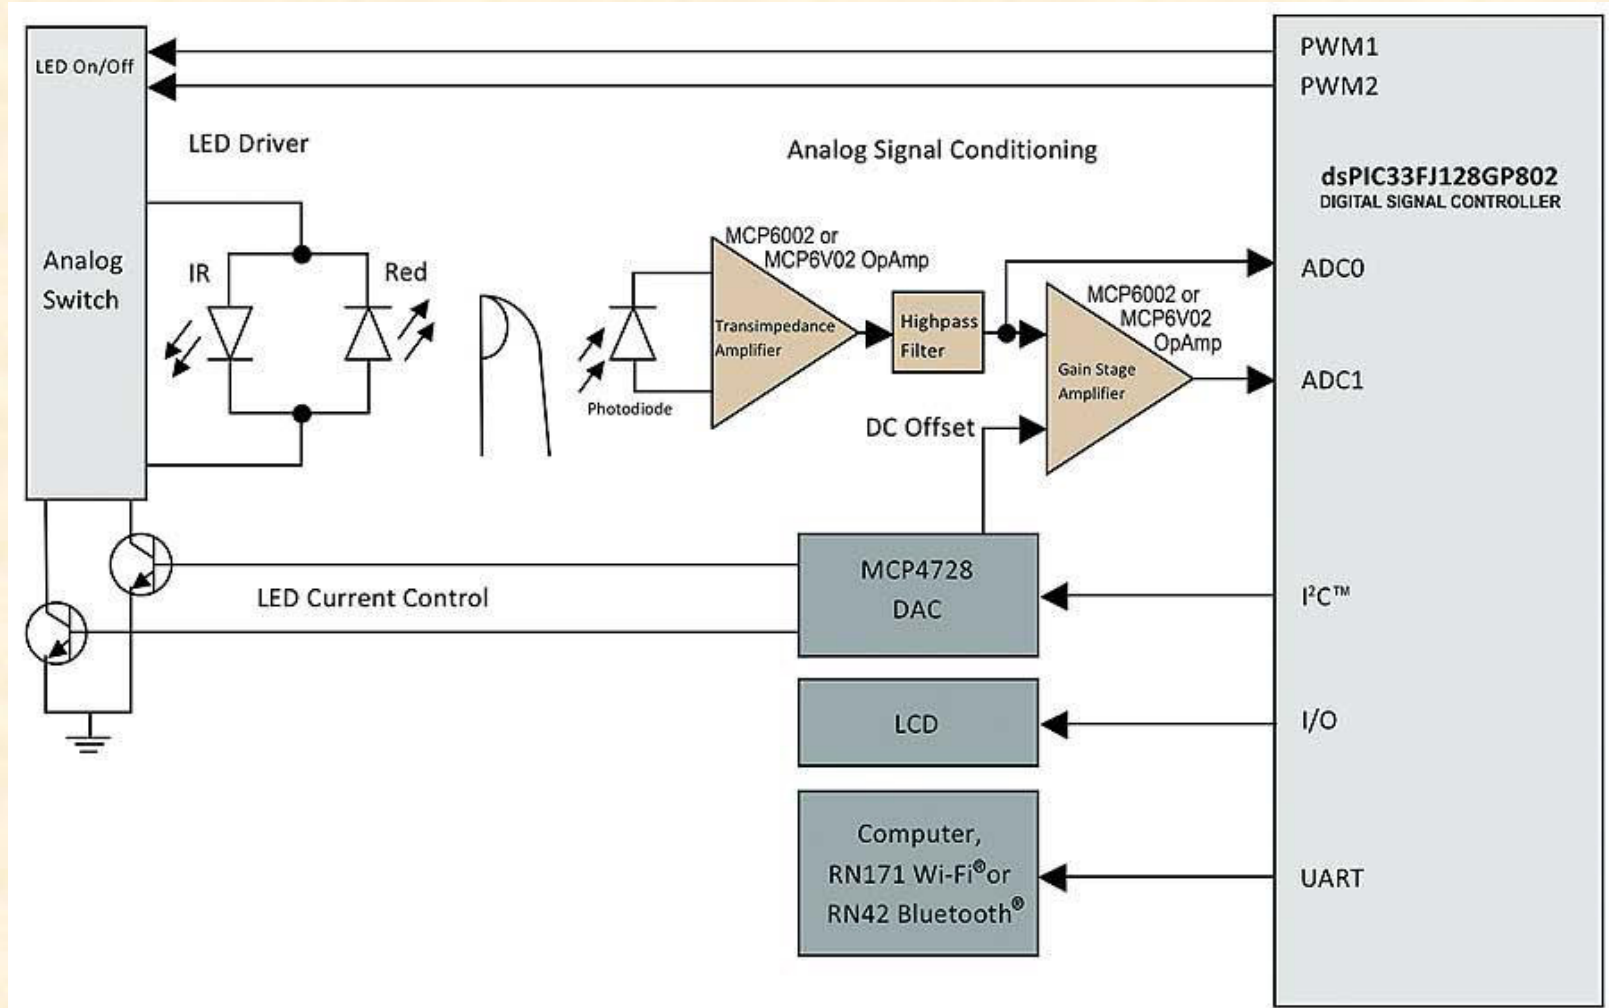 PWM1
LED On/Off
PWM2
LED Driver
Analog Signal Conditioning
dsPIC33FJ128GP802
DIGITAL SIGNAL CONTROLLER
MCP6002 or
MCP6V02 OpAmp
Analog
Switch
IR
Red
ADC0
MCP6002 or
MCP6V02
OpAmp
Transimpedance
Amplifier
Highpass
Filter
Gain Stage
Amplifier
ADC1
Photodiode
DC Offset
MCP4728
DAC
I²C™
LED Current Control
LCD
I/O
Computer,
RN171 Wi-Fi®or
RN42 Bluetooth®
UART